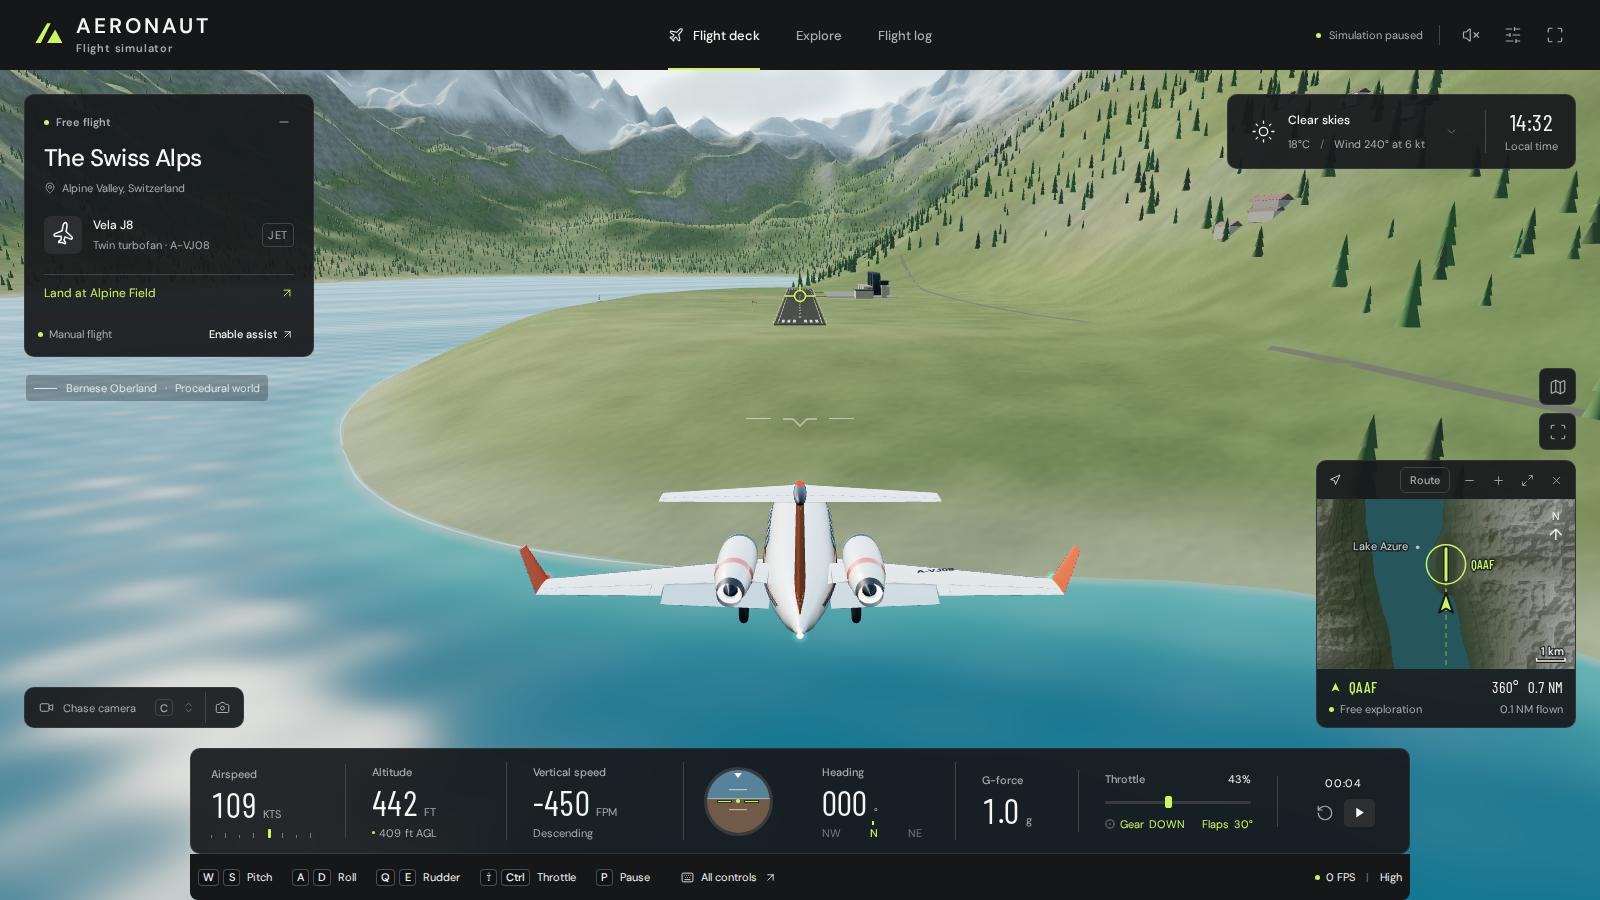 AERONAUT
Flight simulator
Flight deck
Explore
Flight log
Simulation paused
Free flight
The Swiss Alps
Alpine Valley, Switzerland
Vela J8
Twin turbofan · A-VJ08
JET
Land at Alpine Field
Manual flight
Enable assist
Bernese Oberland · Procedural world
Clear skies
18°C / Wind 240° at 6 kt
14:32
Local time
A-VJ08
Route
N
Lake Azure
QAAF
1 km
QAAF
360° 0.7 NM
Free exploration
0.1 NM flown
Chase camera
C
Airspeed
109 KTS
Altitude
442 FT
409 ft AGL
Vertical speed
-450 FPM
Descending
Heading
000°
NW N NE
G-force
1.0 g
Throttle 43%
Gear DOWN Flaps 30°
00:04
W S Pitch
A D Roll
Q E Rudder
⇧ Ctrl Throttle
P Pause
All controls
0 FPS | High